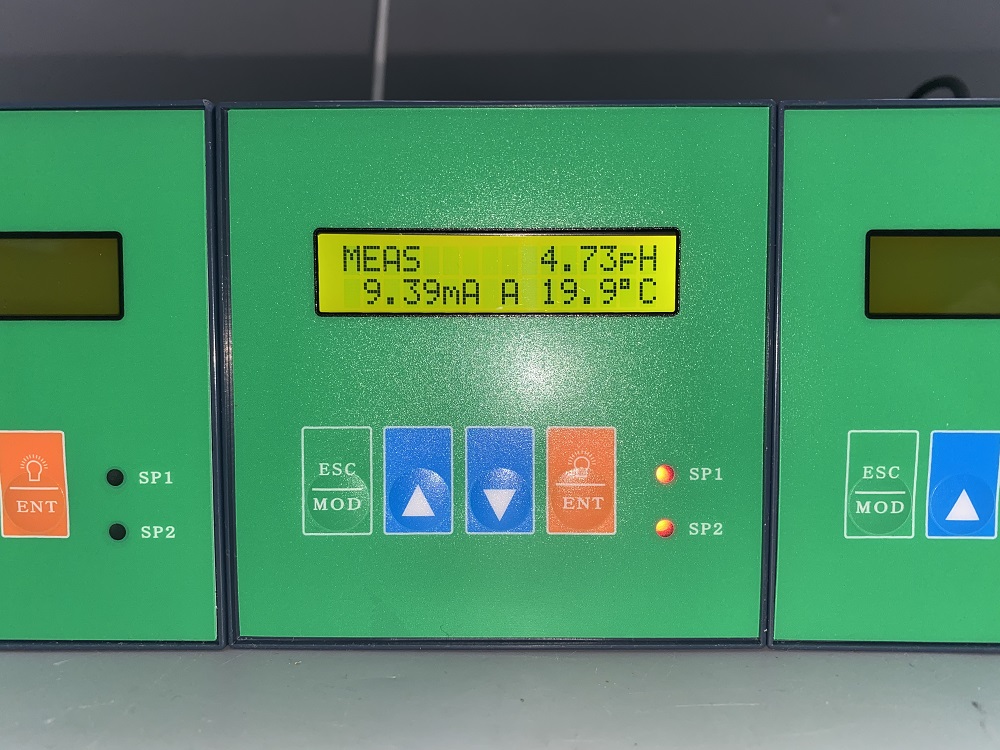 MEAS 4.73pH
9.39mA A 19.9°C
ENT
SP1
SP2
ESC
MOD
ENT
SP1
SP2
ESC
MOD